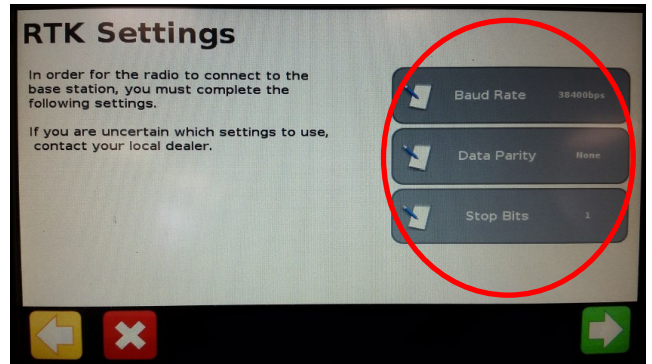 RTK Settings
In order for the radio to connect to the
base station, you must complete the
following settings.
If you are uncertain which settings to use,
contact your local dealer.
Baud Rate 38400bps
Data Parity None
Stop Bits 1